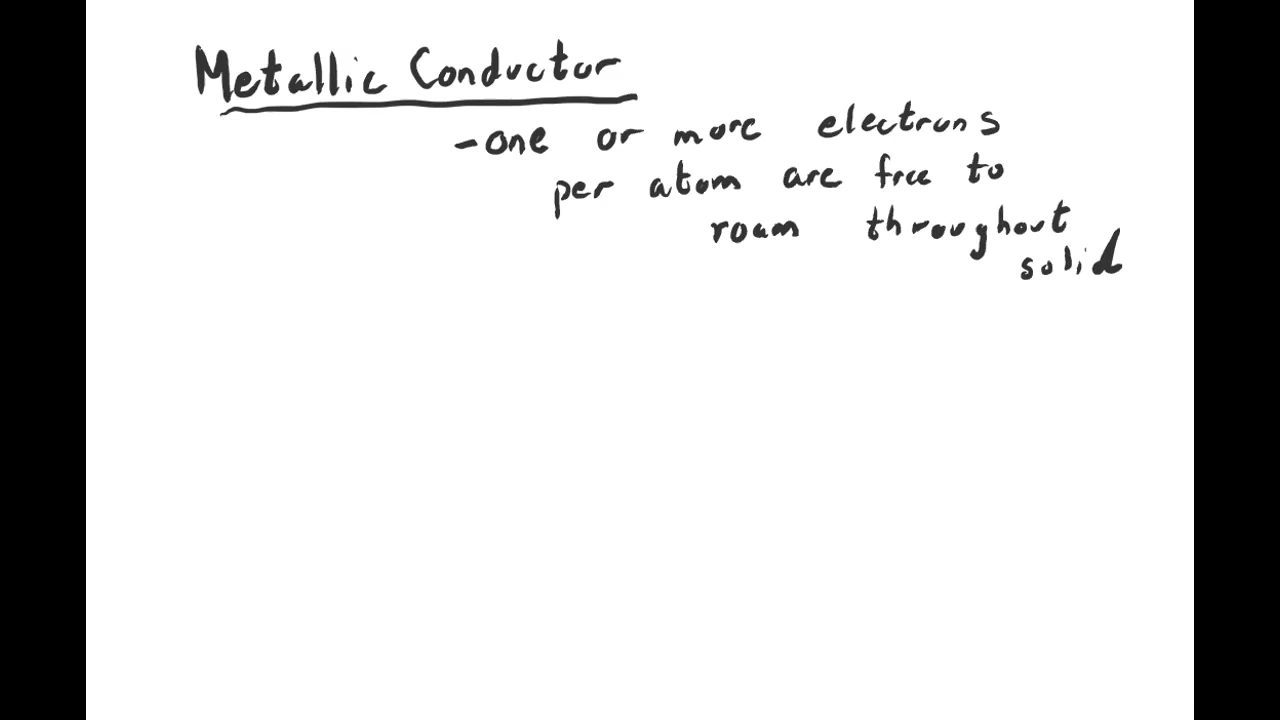 Metallic Conductor
- one or more electrons
per atom are free to
roam throughout
solid